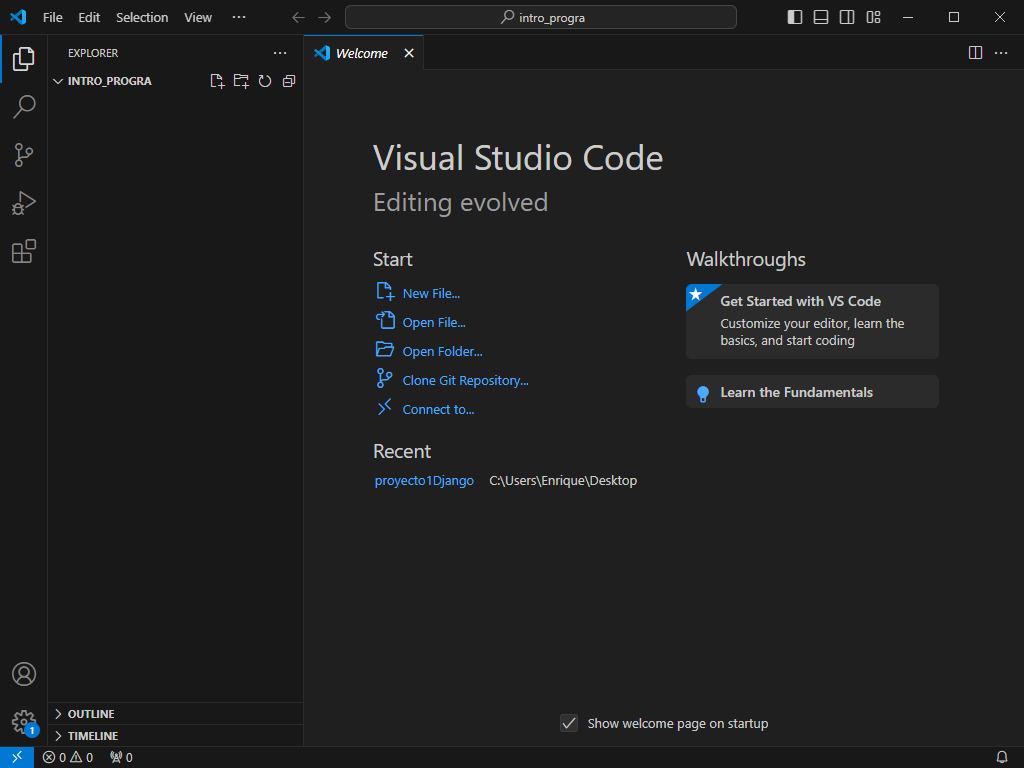 File Edit Selection View ... intro_progra
EXPLORER ...
INTRO_PROGRA
Welcome
Visual Studio Code
Editing evolved
Start
New File...
Open File...
Open Folder...
Clone Git Repository...
Connect to...
Recent
proyecto1Django C:\Users\Enrique\Desktop
Walkthroughs
Get Started with VS Code
Customize your editor, learn the
basics, and start coding
Learn the Fundamentals
Show welcome page on startup
OUTLINE
TIMELINE
1
0 0 0